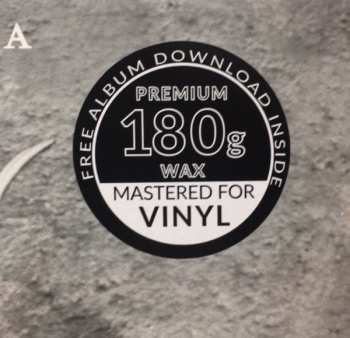 A
FREE ALBUM DOWNLOAD INSIDE
PREMIUM
180g
WAX
MASTERED FOR
VINYL